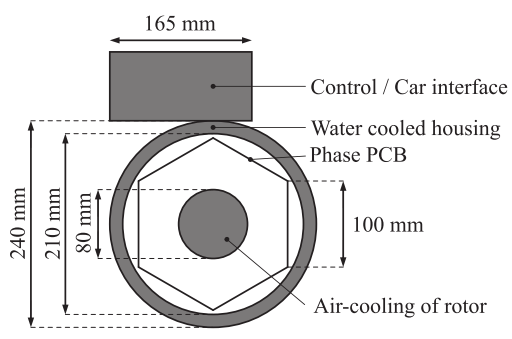 165 mm
Control / Car interface
Water cooled housing
Phase PCB
240 mm
210 mm
80 mm
100 mm
Air-cooling of rotor